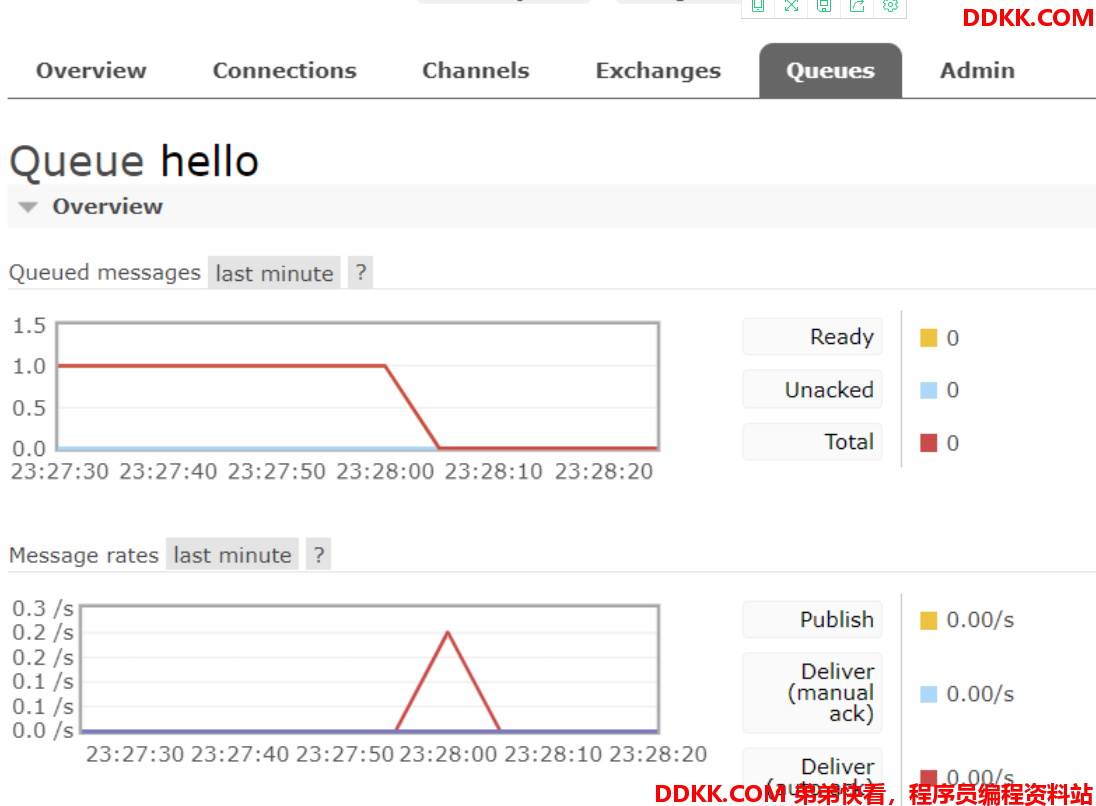 DDKK.COM
Overview Connections Channels Exchanges Queues Admin
Queue hello
Overview
Queued messages last minute ?
1.5
1.0
0.5
0.0
23:27:30 23:27:40 23:27:50 23:28:00 23:28:10 23:28:20
Ready 0
Unacked 0
Total 0
Message rates last minute ?
0.3 /s
0.2 /s
0.2 /s
0.1 /s
0.1 /s
0.0 /s
23:27:30 23:27:40 23:27:50 23:28:00 23:28:10 23:28:20
Publish 0.00/s
Deliver
(manual
ack) 0.00/s
Deliver
(auto ack) 0.00/s
DDKK.COM 弟弟快看，程序员编程资料站